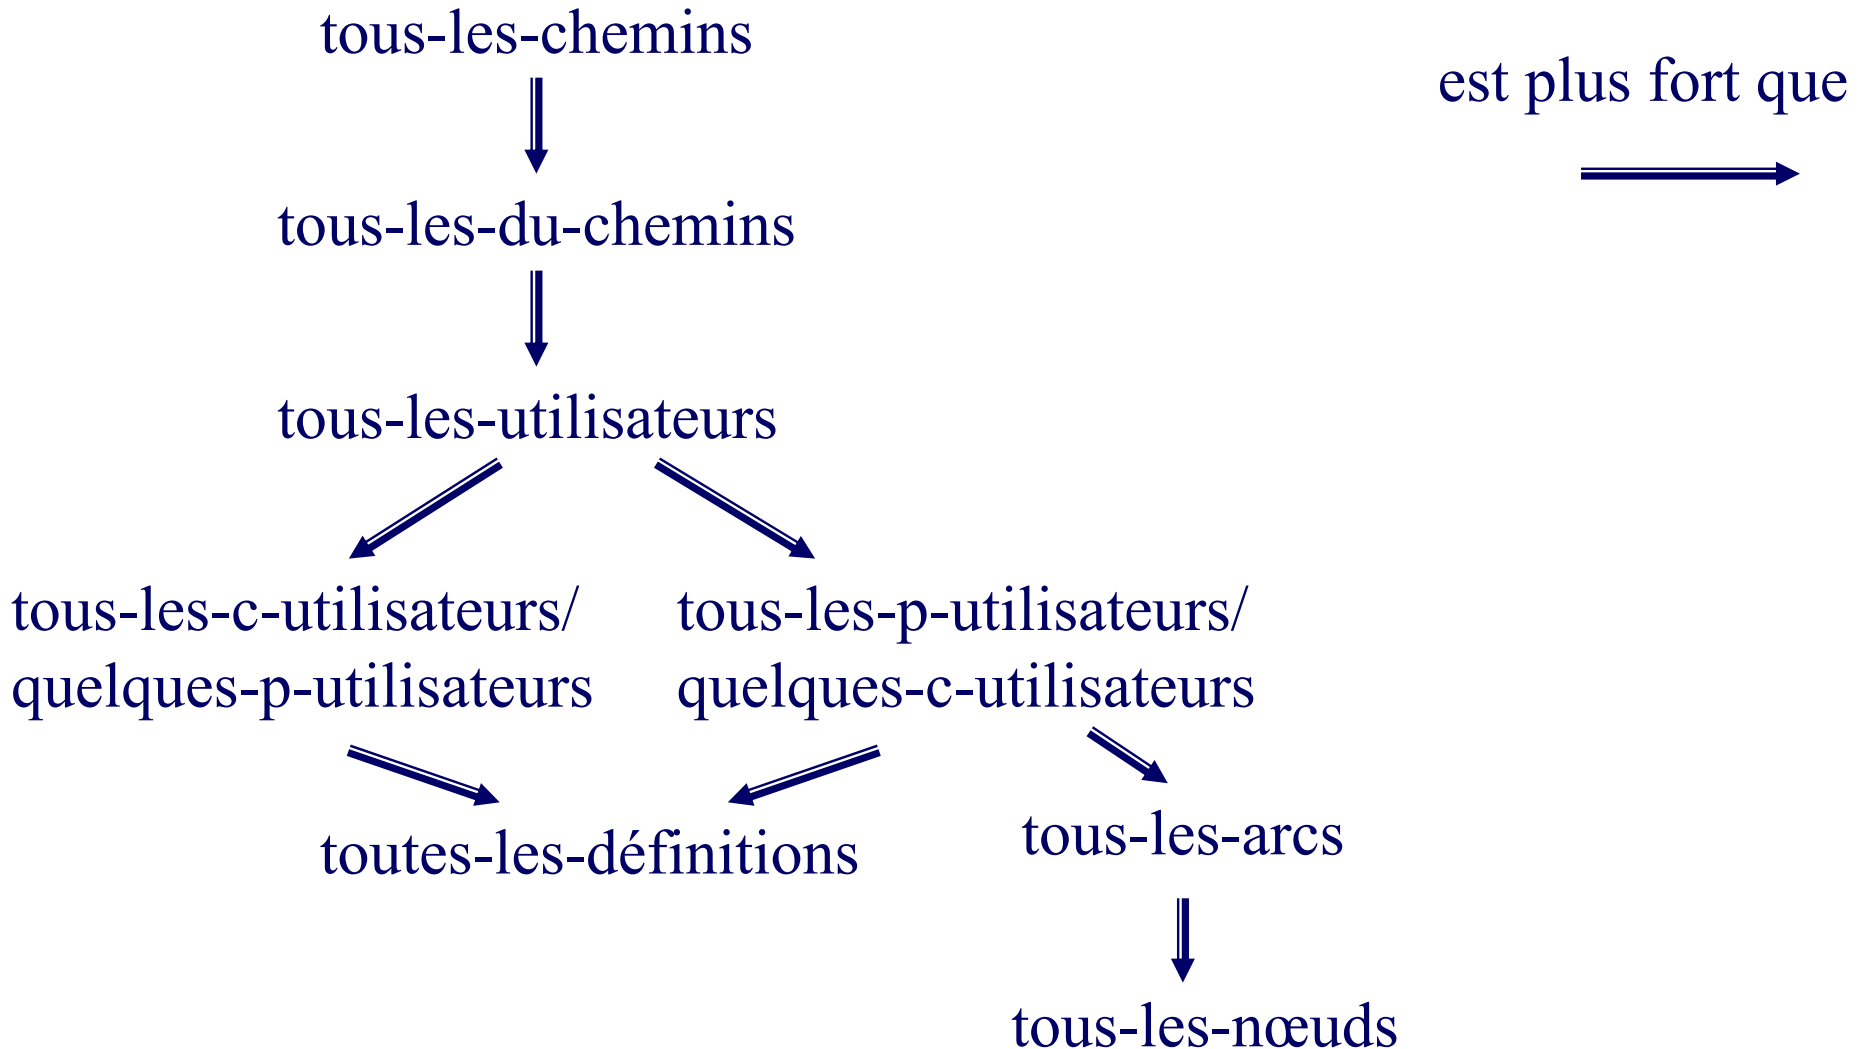 tous-les-chemins
est plus fort que
tous-les-du-chemins
tous-les-utilisateurs
tous-les-c-utilisateurs/
quelques-p-utilisateurs
tous-les-p-utilisateurs/
quelques-c-utilisateurs
toutes-les-définitions
tous-les-arcs
tous-les-nœuds